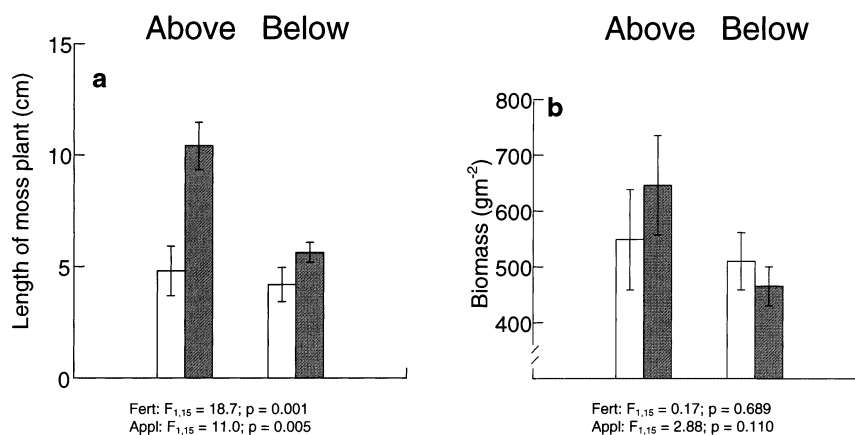 Above Below
15
a
10
5
0
Length of moss plant (cm)
Fert: F1,15 = 18.7; p = 0.001
Appl: F1,15 = 11.0; p = 0.005
Above Below
800
b
700
600
500
400
Biomass (gm-2)
Fert: F1,15 = 0.17; p = 0.689
Appl: F1,15 = 2.88; p = 0.110